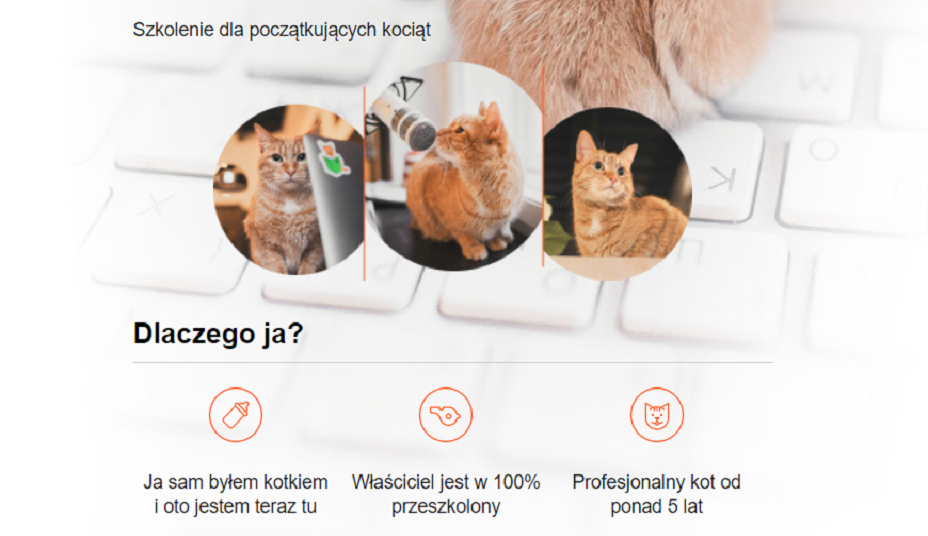 Szkolenie dla początkujących kociąt
Dlaczego ja?
Ja sam byłem kotkiem
i oto jestem teraz tu
Właściciel jest w 100%
przeszkolony
Profesjonalny kot od
ponad 5 lat